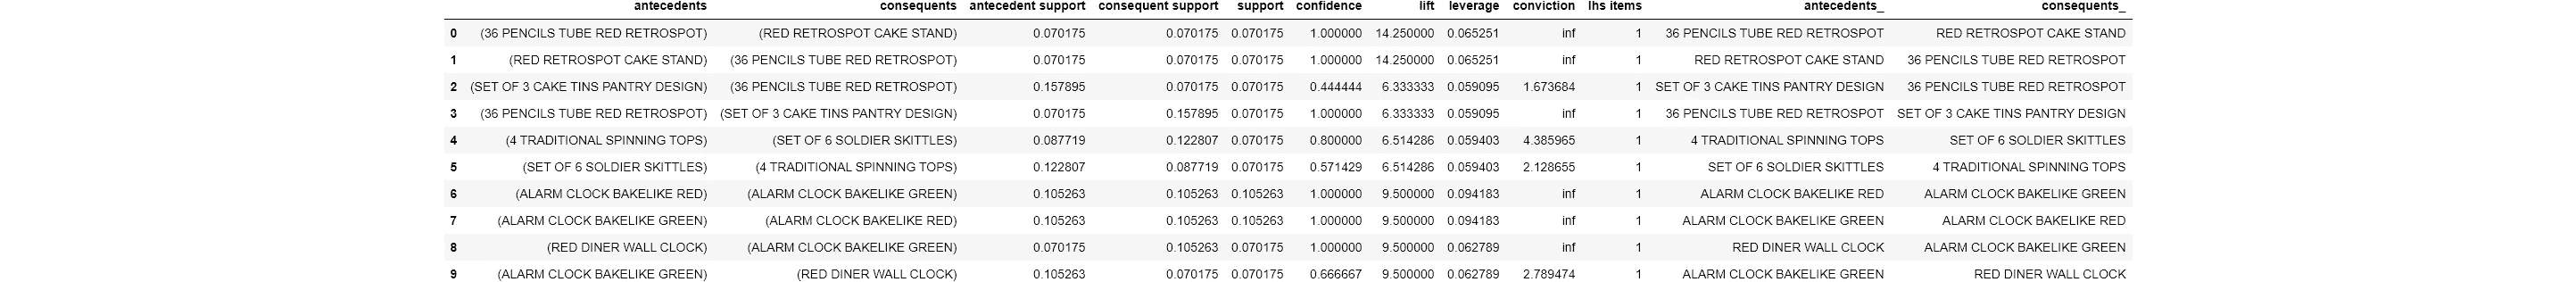 antecedents consequents antecedent support consequent support support confidence lift leverage conviction lhs items antecedents_ consequents_
0 (36 PENCILS TUBE RED RETROSPOT) (RED RETROSPOT CAKE STAND) 0.070175 0.070175 0.070175 1.000000 14.250000 0.065251 inf 1 36 PENCILS TUBE RED RETROSPOT RED RETROSPOT CAKE STAND
1 (RED RETROSPOT CAKE STAND) (36 PENCILS TUBE RED RETROSPOT) 0.070175 0.070175 0.070175 1.000000 14.250000 0.065251 inf 1 RED RETROSPOT CAKE STAND 36 PENCILS TUBE RED RETROSPOT
2 (SET OF 3 CAKE TINS PANTRY DESIGN) (36 PENCILS TUBE RED RETROSPOT) 0.157895 0.070175 0.070175 0.444444 6.333333 0.059095 1.673684 1 SET OF 3 CAKE TINS PANTRY DESIGN 36 PENCILS TUBE RED RETROSPOT
3 (36 PENCILS TUBE RED RETROSPOT) (SET OF 3 CAKE TINS PANTRY DESIGN) 0.070175 0.157895 0.070175 1.000000 6.333333 0.059095 inf 1 36 PENCILS TUBE RED RETROSPOT SET OF 3 CAKE TINS PANTRY DESIGN
4 (4 TRADITIONAL SPINNING TOPS) (SET OF 6 SOLDIER SKITTLES) 0.087719 0.122807 0.070175 0.800000 6.514286 0.059403 4.385965 1 4 TRADITIONAL SPINNING TOPS SET OF 6 SOLDIER SKITTLES
5 (SET OF 6 SOLDIER SKITTLES) (4 TRADITIONAL SPINNING TOPS) 0.122807 0.087719 0.070175 0.571429 6.514286 0.059403 2.128655 1 SET OF 6 SOLDIER SKITTLES 4 TRADITIONAL SPINNING TOPS
6 (ALARM CLOCK BAKELIKE RED) (ALARM CLOCK BAKELIKE GREEN) 0.105263 0.105263 0.105263 1.000000 9.500000 0.094183 inf 1 ALARM CLOCK BAKELIKE RED ALARM CLOCK BAKELIKE GREEN
7 (ALARM CLOCK BAKELIKE GREEN) (ALARM CLOCK BAKELIKE RED) 0.105263 0.105263 0.105263 1.000000 9.500000 0.094183 inf 1 ALARM CLOCK BAKELIKE GREEN ALARM CLOCK BAKELIKE RED
8 (RED DINER WALL CLOCK) (ALARM CLOCK BAKELIKE GREEN) 0.070175 0.105263 0.070175 1.000000 9.500000 0.062789 inf 1 RED DINER WALL CLOCK ALARM CLOCK BAKELIKE GREEN
9 (ALARM CLOCK BAKELIKE GREEN) (RED DINER WALL CLOCK) 0.105263 0.070175 0.070175 0.666667 9.500000 0.062789 2.789474 1 ALARM CLOCK BAKELIKE GREEN RED DINER WALL CLOCK